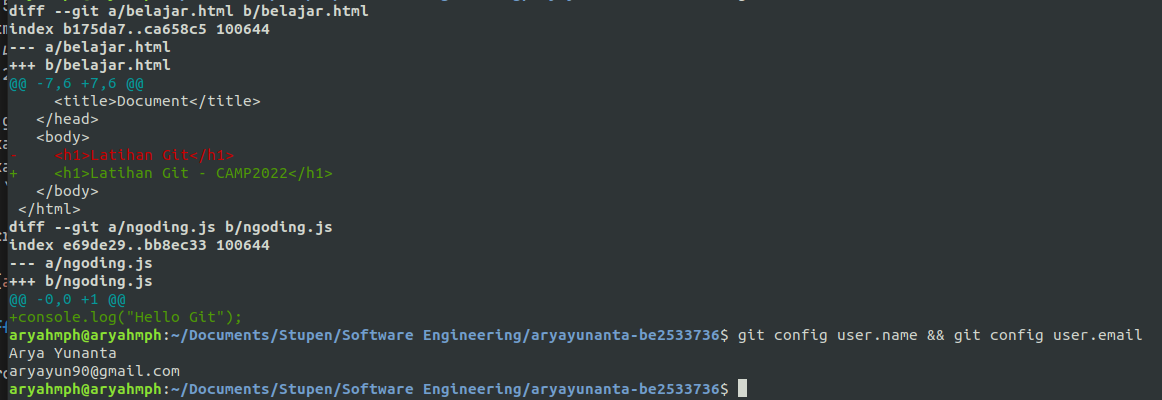 diff --git a/belajar.html b/belajar.html
index b175da7..ca658c5 100644
--- a/belajar.html
+++ b/belajar.html
@@ -7,6 +7,6 @@
     <title>Document</title>
   </head>
   <body>
-    <h1>Latihan Git</h1>
+    <h1>Latihan Git - CAMP2022</h1>
   </body>
 </html>
diff --git a/ngoding.js b/ngoding.js
index e69de29..bb8ec33 100644
--- a/ngoding.js
+++ b/ngoding.js
@@ -0,0 +1 @@
+console.log("Hello Git");
aryahmph@aryahmph:~/Documents/Stupen/Software Engineering/aryayunanta-be2533736$ git config user.name && git config user.email
Arya Yunanta
aryayun90@gmail.com
aryahmph@aryahmph:~/Documents/Stupen/Software Engineering/aryayunanta-be2533736$